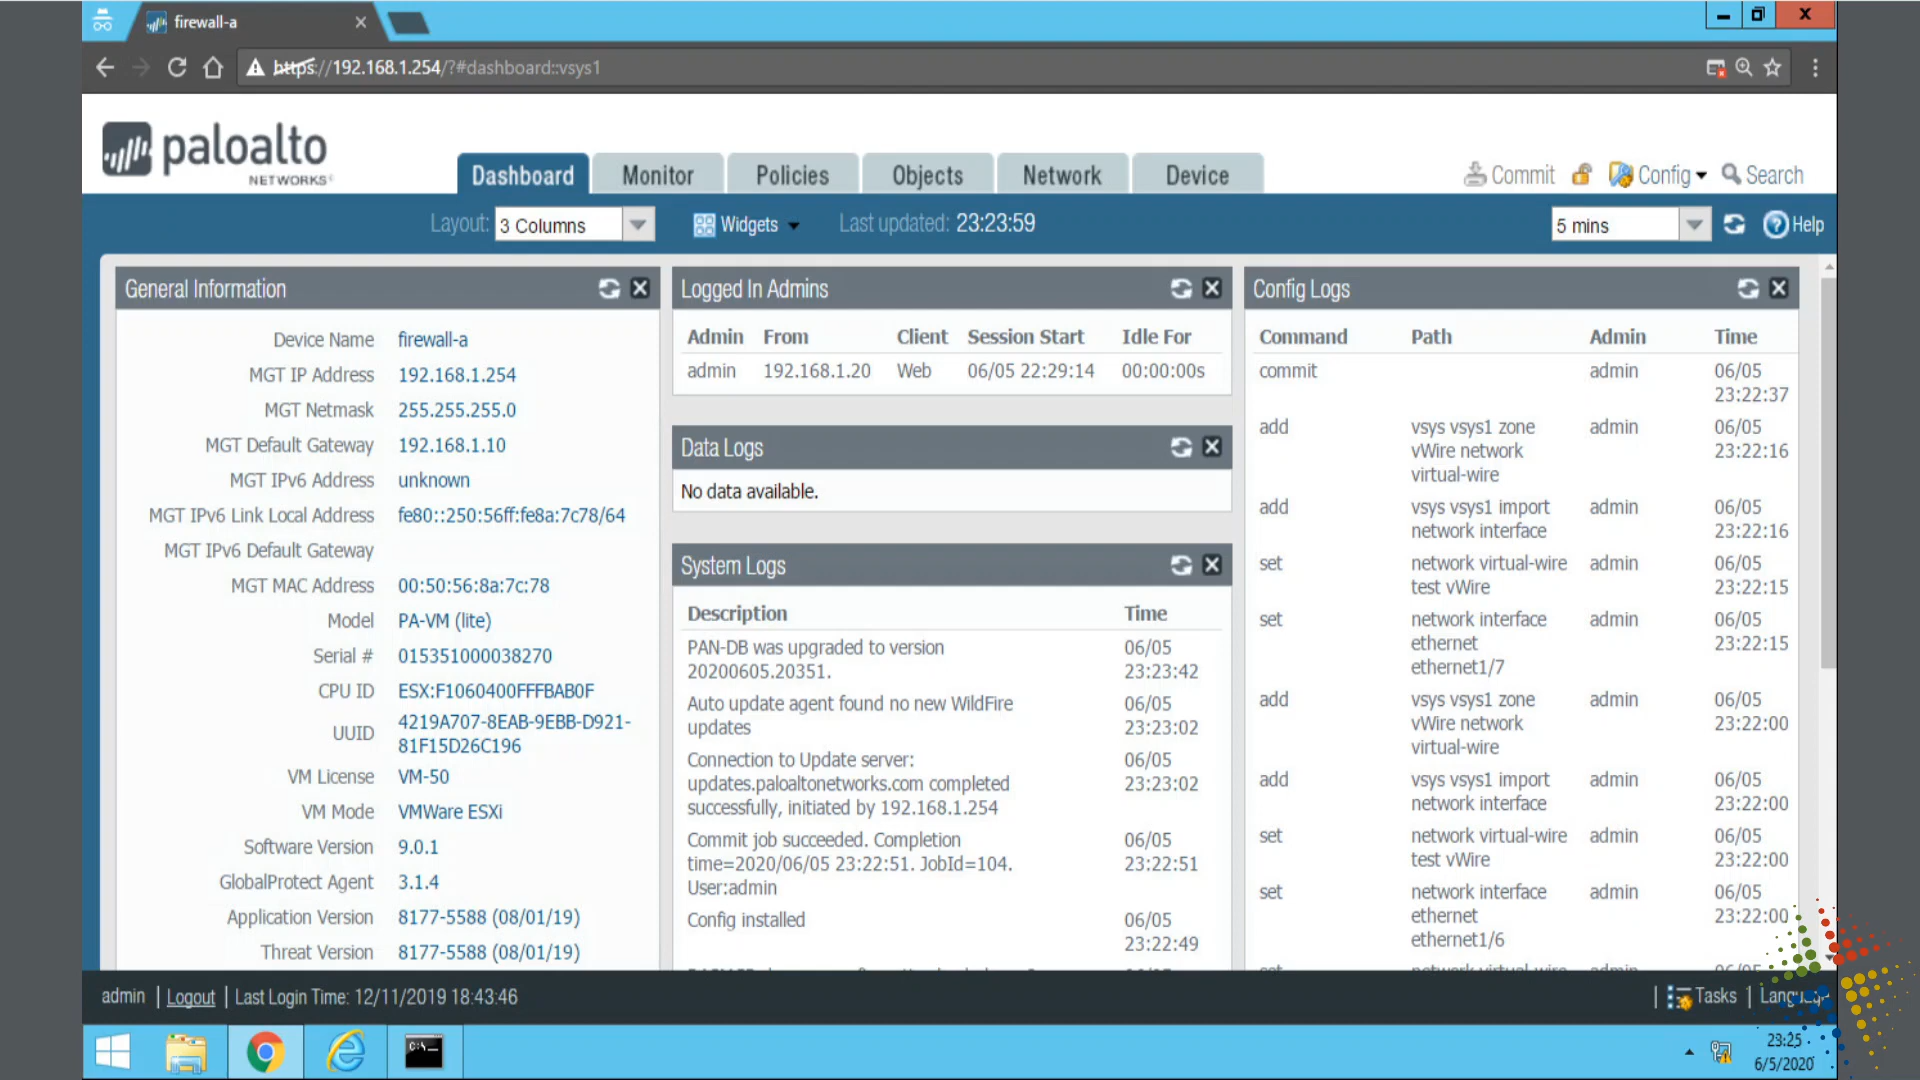 firewall-a
https://192.168.1.254/?#dashboard::vsys1
paloalto
NETWORKS
Dashboard Monitor Policies Objects Network Device
Commit Config Search
Layout: 3 Columns Widgets Last updated: 23:23:59 5 mins Help
General Information
Device Name firewall-a
MGT IP Address 192.168.1.254
MGT Netmask 255.255.255.0
MGT Default Gateway 192.168.1.10
MGT IPv6 Address unknown
MGT IPv6 Link Local Address fe80::250:56ff:fe8a:7c78/64
MGT IPv6 Default Gateway
MGT MAC Address 00:50:56:8a:7c:78
Model PA-VM (lite)
Serial # 015351000038270
CPU ID ESX:F1060400FFFBAB0F
UUID 4219A707-8EAB-9EBB-D921-
81F15D26C196
VM License VM-50
VM Mode VMWare ESXi
Software Version 9.0.1
GlobalProtect Agent 3.1.4
Application Version 8177-5588 (08/01/19)
Threat Version 8177-5588 (08/01/19)
Logged In Admins
Admin From Client Session Start Idle For
admin 192.168.1.20 Web 06/05 22:29:14 00:00:00s
Data Logs
No data available.
System Logs
Description Time
PAN-DB was upgraded to version 06/05
20200605.20351. 23:23:42
Auto update agent found no new WildFire 06/05
updates 23:23:02
Connection to Update server: 06/05
updates.paloaltonetworks.com completed 23:23:02
successfully, initiated by 192.168.1.254
Commit job succeeded. Completion 06/05
time=2020/06/05 23:22:51. JobId=104. 23:22:51
User:admin
Config installed 06/05
23:22:49
Config Logs
Command Path Admin Time
commit admin 06/05
23:22:37
add vsys vsys1 zone admin 06/05
vWire network 23:22:16
virtual-wire
add vsys vsys1 import admin 06/05
network interface 23:22:16
set network virtual-wire admin 06/05
test vWire 23:22:15
set network interface admin 06/05
ethernet 23:22:15
ethernet1/7
add vsys vsys1 zone admin 06/05
vWire network 23:22:00
virtual-wire
add vsys vsys1 import admin 06/05
network interface 23:22:00
set network virtual-wire admin 06/05
test vWire 23:22:00
set network interface admin 06/05
ethernet 23:22:00
ethernet1/6
admin | Logout | Last Login Time: 12/11/2019 18:43:46
| Tasks | Language
C:\
23:25
6/5/2020